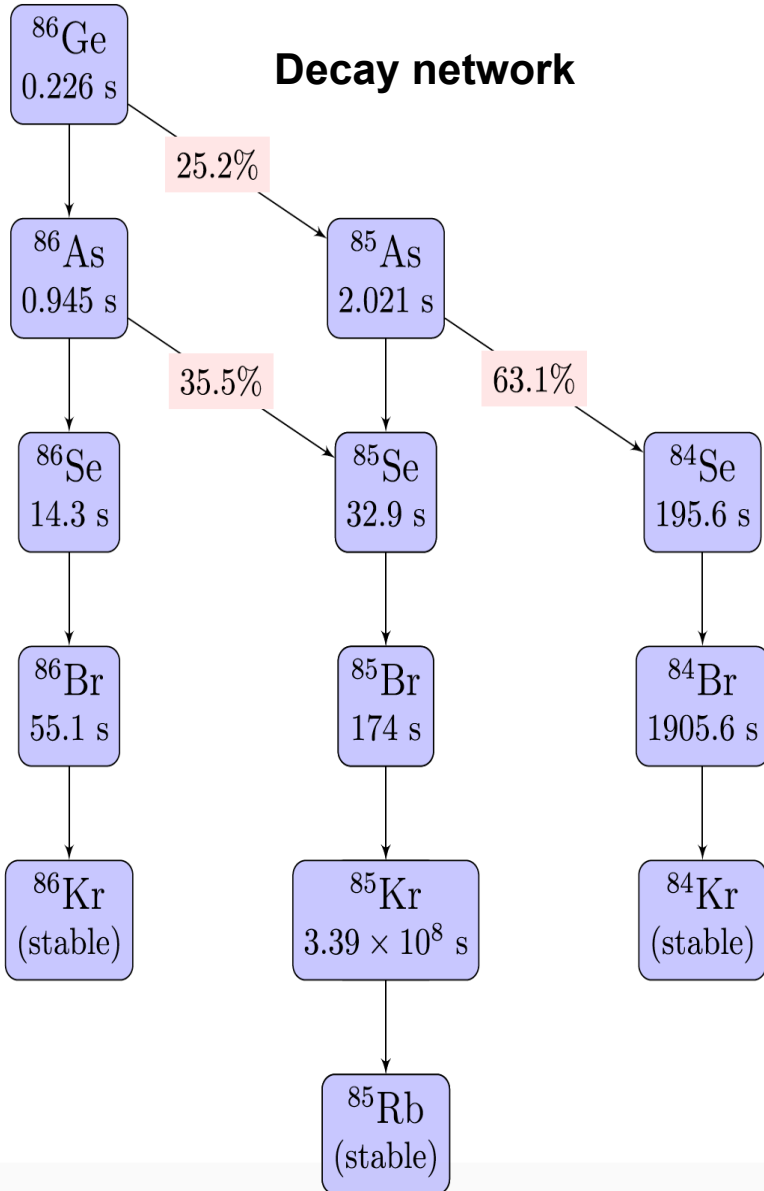 ⁸⁶Ge
0.226 s
Decay network
25.2%
⁸⁶As
0.945 s
⁸⁵As
2.021 s
35.5%
63.1%
⁸⁶Se
14.3 s
⁸⁵Se
32.9 s
⁸⁴Se
195.6 s
⁸⁶Br
55.1 s
⁸⁵Br
174 s
⁸⁴Br
1905.6 s
⁸⁶Kr
(stable)
⁸⁵Kr
3.39 × 10⁸ s
⁸⁴Kr
(stable)
⁸⁵Rb
(stable)